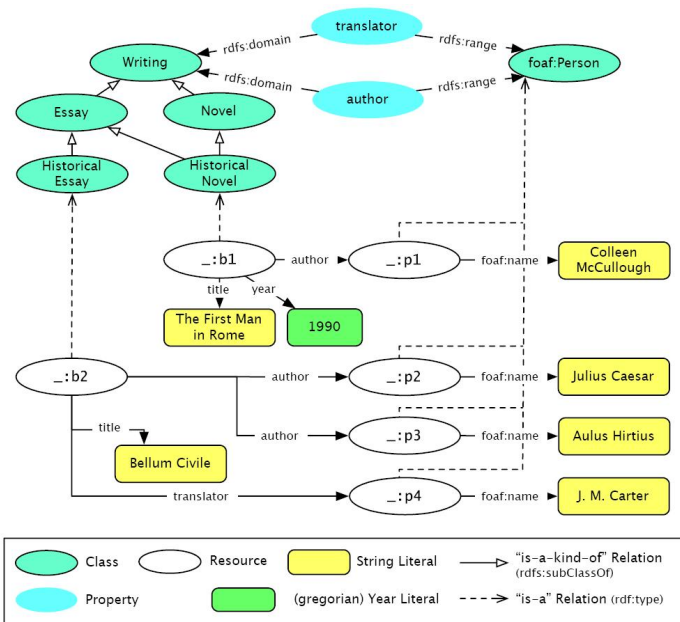 translator
rdfs:domain
rdfs:range
Writing
foaf:Person
rdfs:domain
rdfs:range
author
Essay
Novel
Historical
Essay
Historical
Novel
_:b1
author
_:p1
foaf:name
Colleen
McCullough
title
year
The First Man
in Rome
1990
_:b2
author
_:p2
foaf:name
Julius Caesar
title
author
_:p3
foaf:name
Aulus Hirtius
Bellum Civile
translator
_:p4
foaf:name
J. M. Carter
Class
Resource
String Literal
“is-a-kind-of” Relation
(rdfs:subClassOf)
Property
(gregorian) Year Literal
“is-a” Relation (rdf:type)